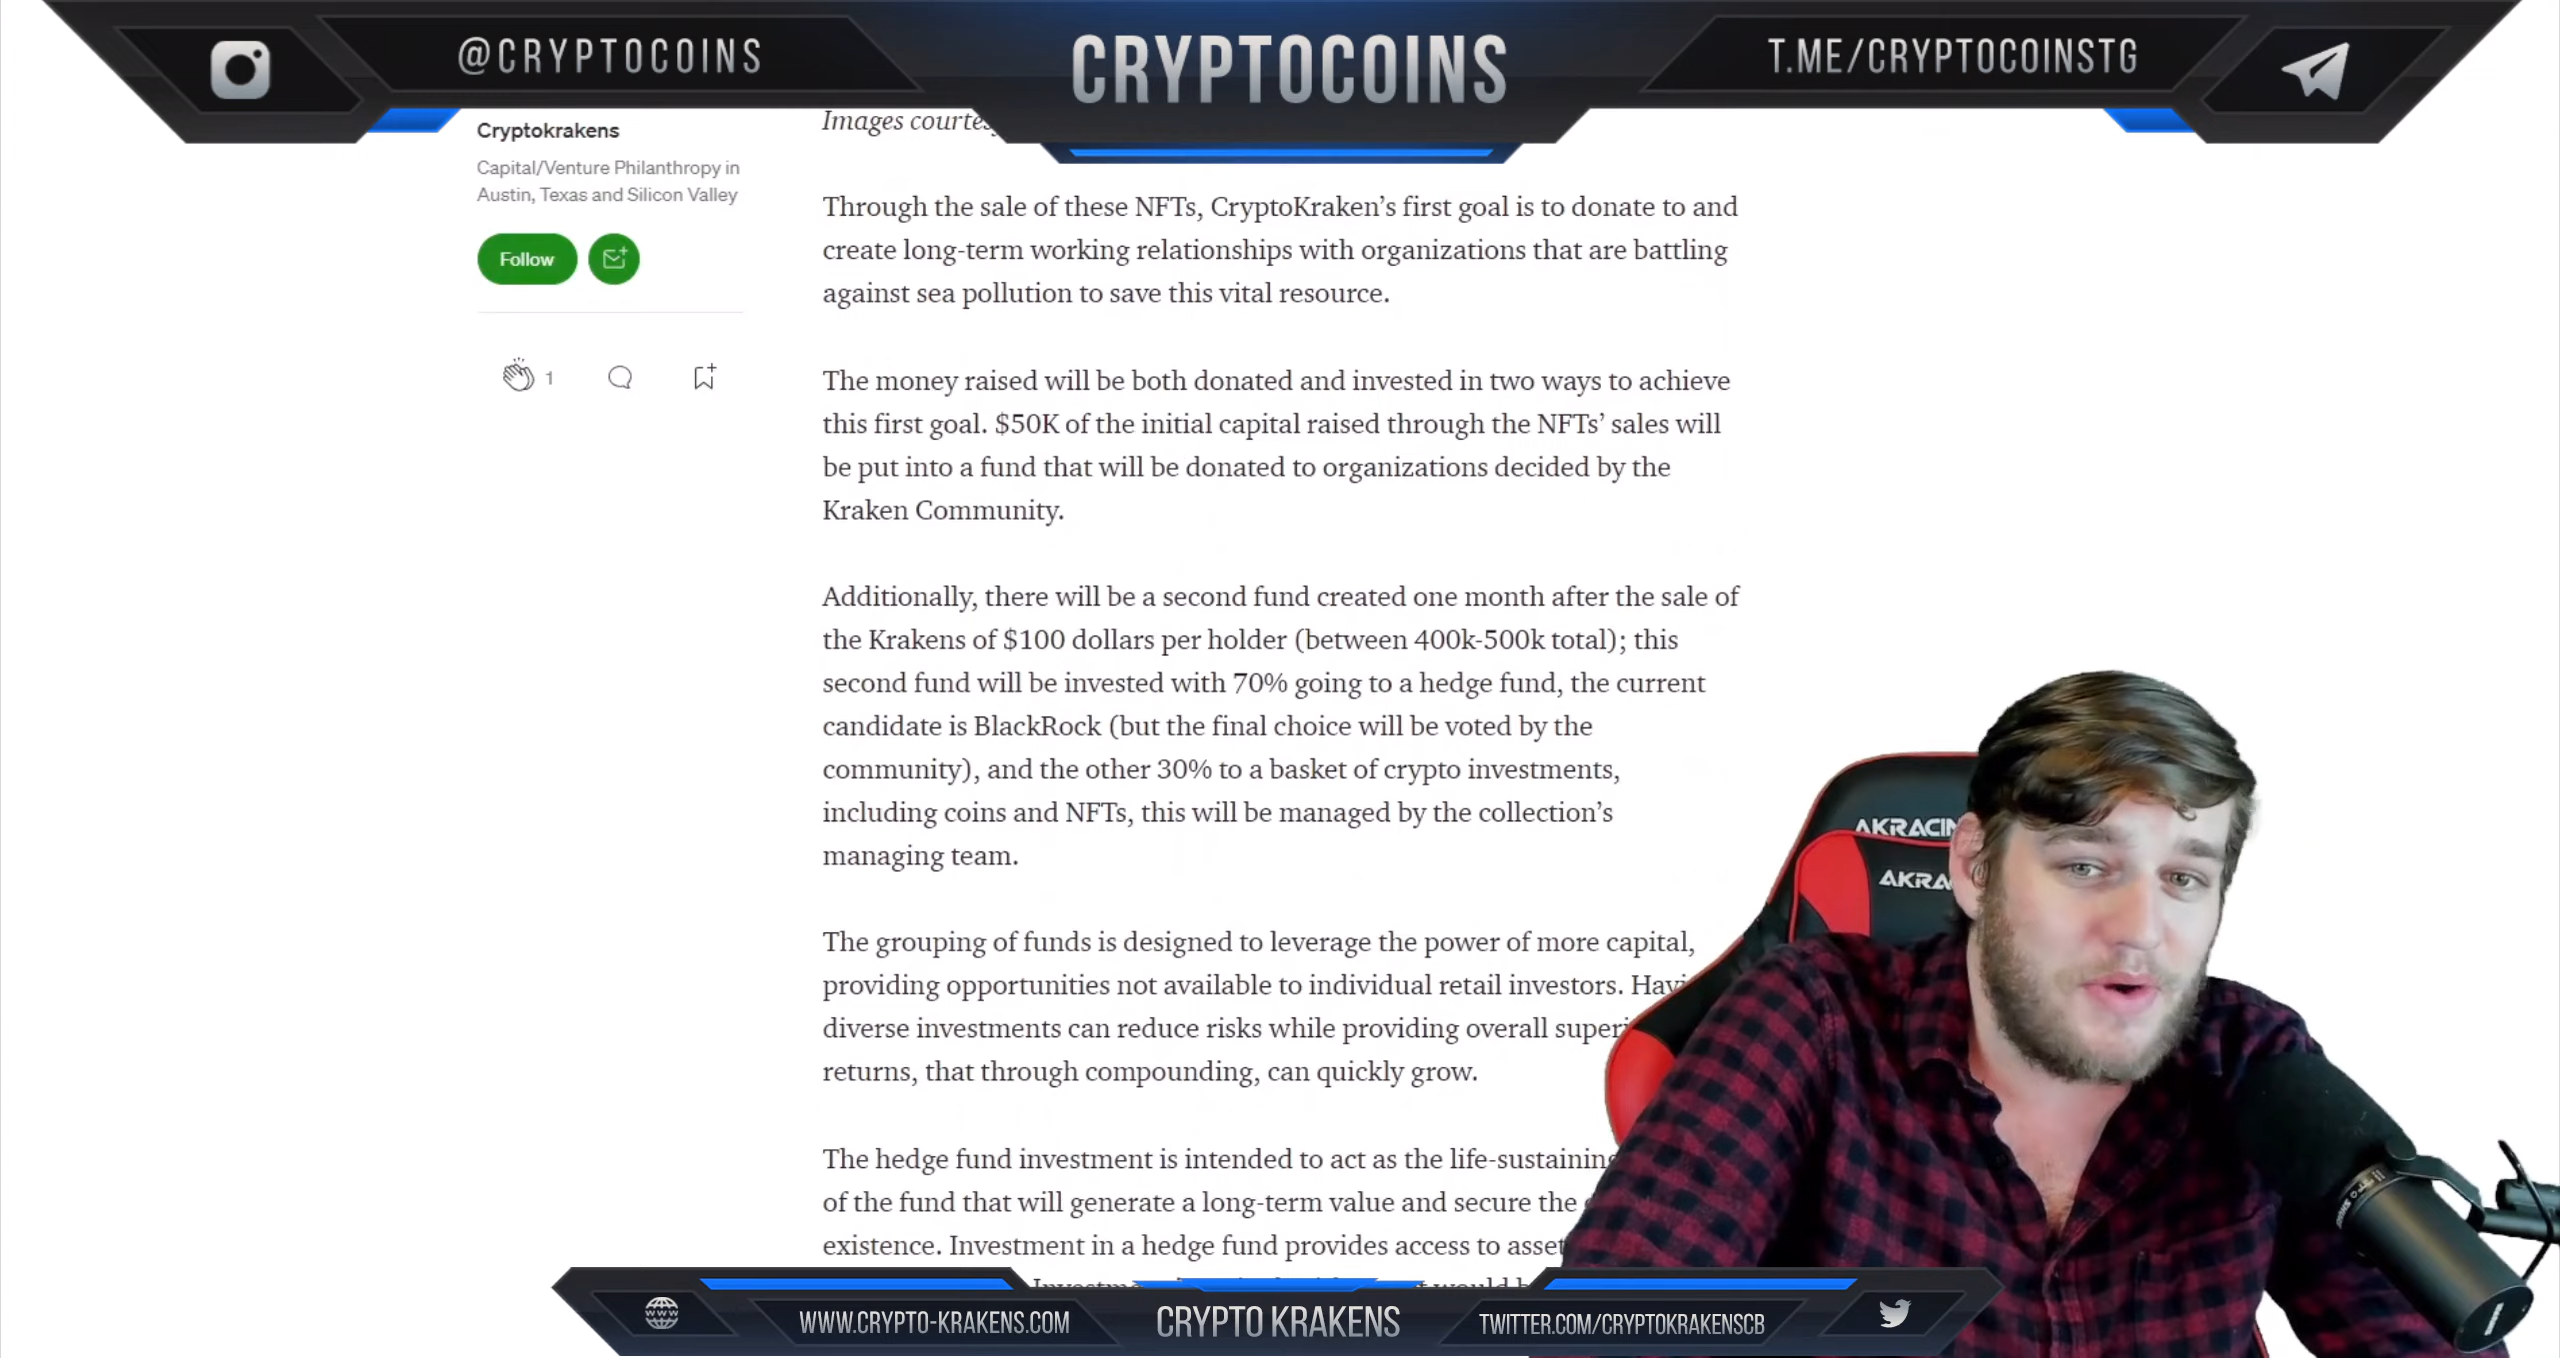 @CRYPTOCOINS
CRYPTOCOINS
T.ME/CRYPTOCOINSTG
Cryptokrakens
Capital/Venture Philanthropy in
Austin, Texas and Silicon Valley
Follow
1
Images
Through the sale of these NFTs, CryptoKraken’s first goal is to donate to and
create long-term working relationships with organizations that are battling
against sea pollution to save this vital resource.
The money raised will be both donated and invested in two ways to achieve
this first goal. $50K of the initial capital raised through the NFTs’ sales will
be put into a fund that will be donated to organizations decided by the
Kraken Community.
Additionally, there will be a second fund created one month after the sale of
the Krakens of $100 dollars per holder (between 400k-500k total); this
second fund will be invested with 70% going to a hedge fund, the current
candidate is BlackRock (but the final choice will be voted by the
community), and the other 30% to a basket of crypto investments,
including coins and NFTs, this will be managed by the collection’s
managing team.
The grouping of funds is designed to leverage the power of more capital,
providing opportunities not available to individual retail investors.
diverse investments can reduce risks while providing overall
returns, that through compounding, can quickly grow.
The hedge fund investment is intended to act as the life-sustaining
of the fund that will generate a long-term value and secure the
existence. Investment in a hedge fund provides access to
AKRACIN
AKRA
WWW
WWW.CRYPTO-KRAKENS.COM
CRYPTO KRAKENS
TWITTER.COM/CRYPTOKRAKENSCB